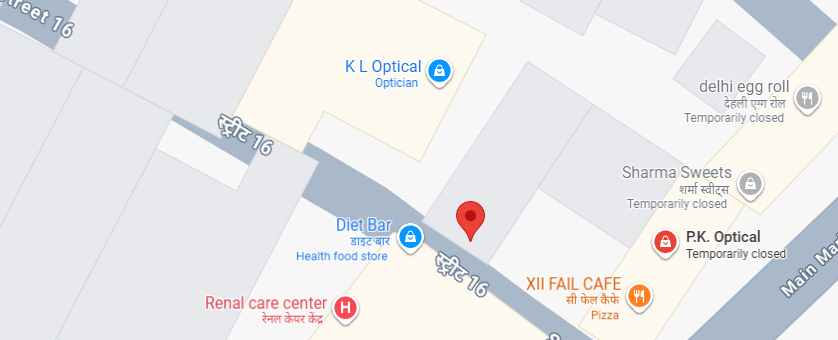 Street 16
K L Optical
Optician
delhi egg roll
देहली एग्ग रोल
Temporarily closed
स्ट्रीट 16
Sharma Sweets
शर्मा स्वीट्स
Temporarily closed
Diet Bar
डाइट बार
Health food store
P.K. Optical
Temporarily closed
स्ट्रीट 16
XII FAIL CAFE
सी फेल कैफे
Pizza
Renal care center
रेनल केयर केंद्र
Main